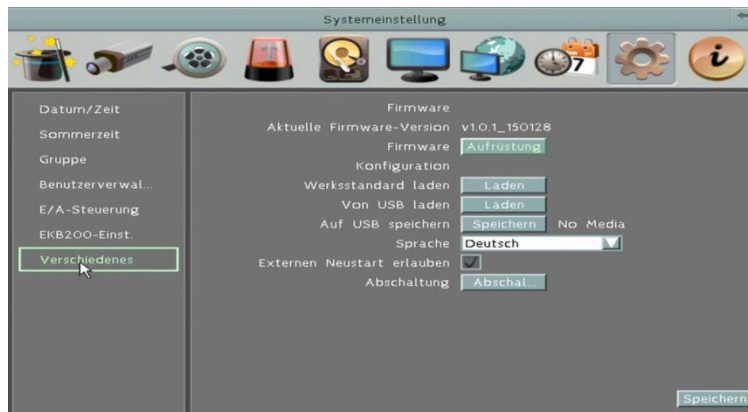 Systemeinstellung
7
i
Datum/Zeit
Sommerzeit
Gruppe
Benutzerverwal...
E/A-Steuerung
EKB200-Einst.
Verschiedenes
Firmware
Aktuelle Firmware-Version v1.0.1_150128
Firmware Aufrüstung
Konfiguration
Werksstandard laden Laden
Von USB laden Laden
Auf USB speichern Speichern No Media
Sprache Deutsch
Externen Neustart erlauben
Abschaltung Abschal...
Speichern